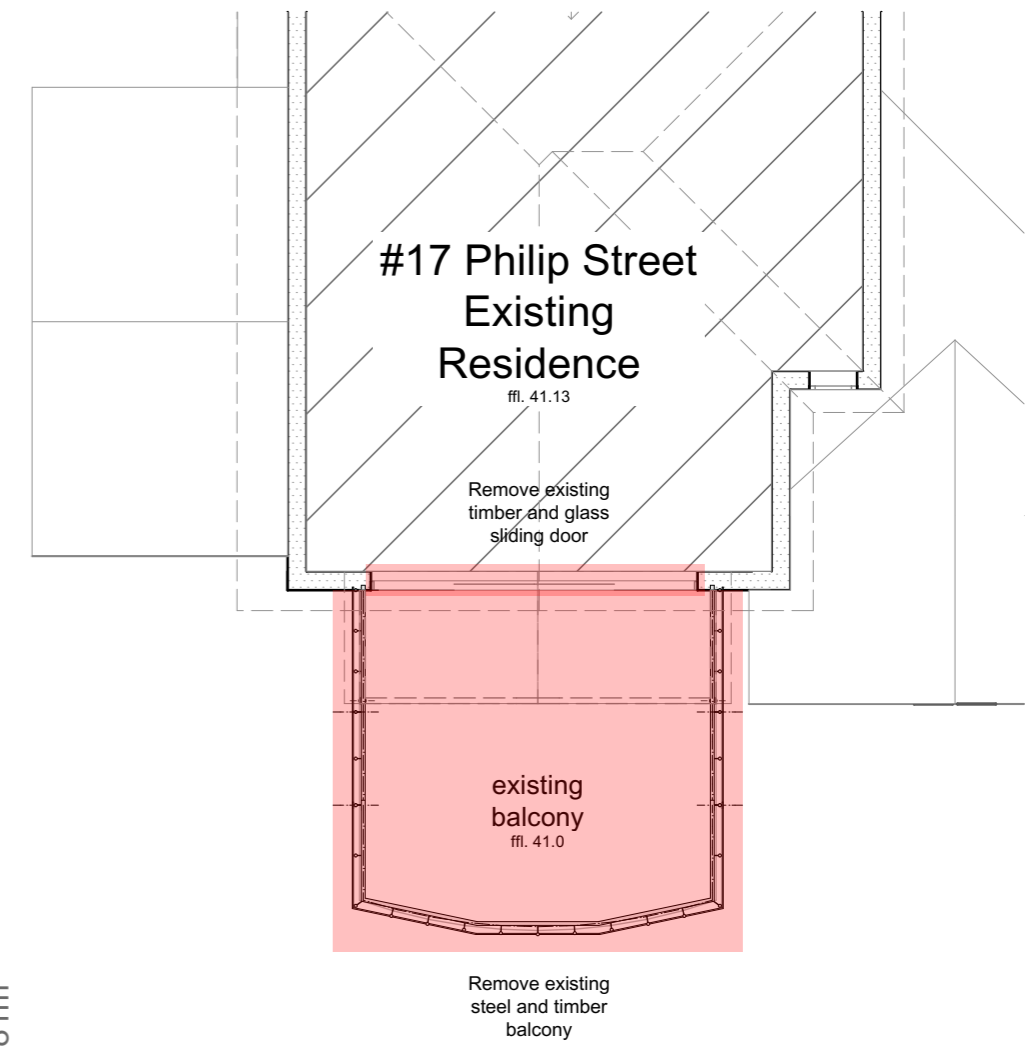 #17 Philip Street
Existing
Residence
ffl. 41.13
Remove existing
timber and glass
sliding door
existing
balcony
ffl. 41.0
Remove existing
steel and timber
balcony